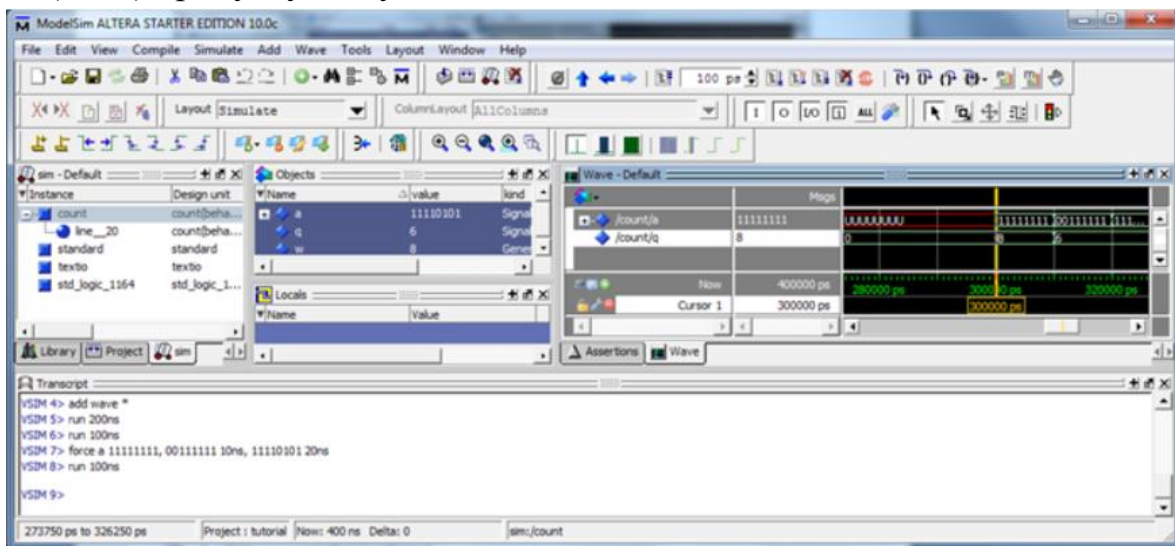 ModelSim ALTERA STARTER EDITION 10.0c
File Edit View Compile Simulate Add Wave Tools Layout Window Help
100 ps
Layout Simulate
ColumnLayout AllColumns
sim - Default
Instance Design unit
count count(beha...
line__20 count(beha...
standard standard
textio textio
std_logic_1164 std_logic_1...
Library Project sim
Objects
Name value kind
a 11110101 Signal
q 6 Signal
w 8 Gener
Locals
Name Value
Wave - Default
Msgs
/count/a 11111111 UUUUUUUU 11111111 00111111 111...
/count/q 8 0 8 6
Now 400000 ps 280000 ps 320000 ps
Cursor 1 300000 ps 300000 ps
Assertions Wave
Transcript
VSIM 4> add wave *
VSIM 5> run 200ns
VSIM 6> run 100ns
VSIM 7> force a 11111111, 00111111 10ns, 11110101 20ns
VSIM 8> run 100ns
VSIM 9>
273750 ps to 326250 ps Project : tutorial Now: 400 ns Delta: 0 sim:/count